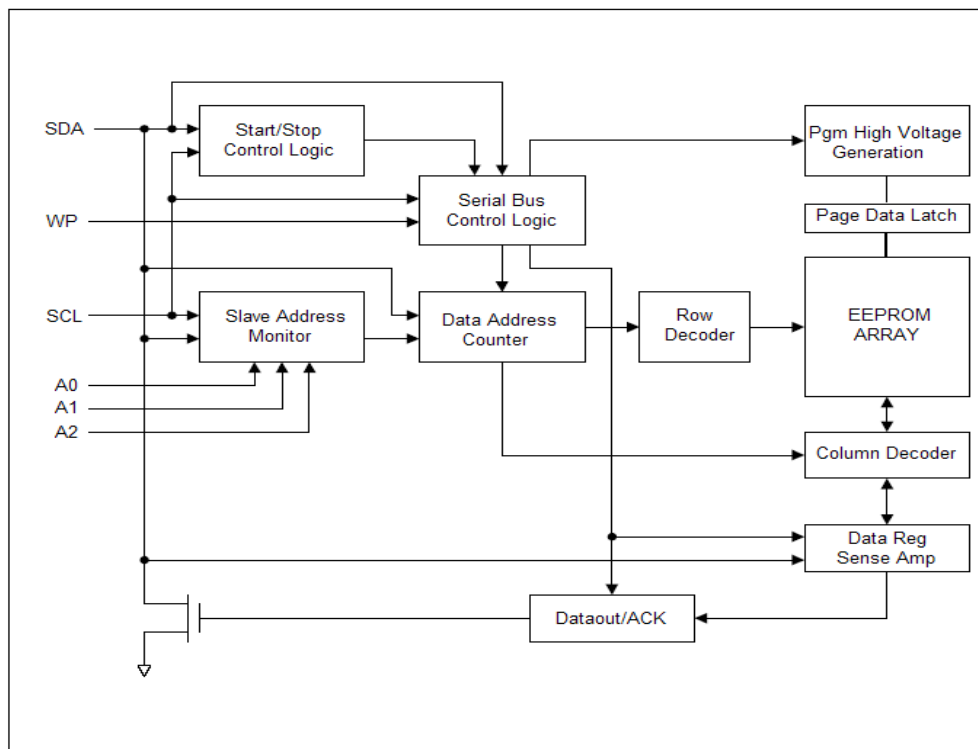 SDA
Start/Stop
Control Logic
Pgm High Voltage
Generation
WP
Serial Bus
Control Logic
Page Data Latch
SCL
Slave Address
Monitor
Data Address
Counter
Row
Decoder
EEPROM
ARRAY
A0
A1
A2
Column Decoder
Data Reg
Sense Amp
Dataout/ACK